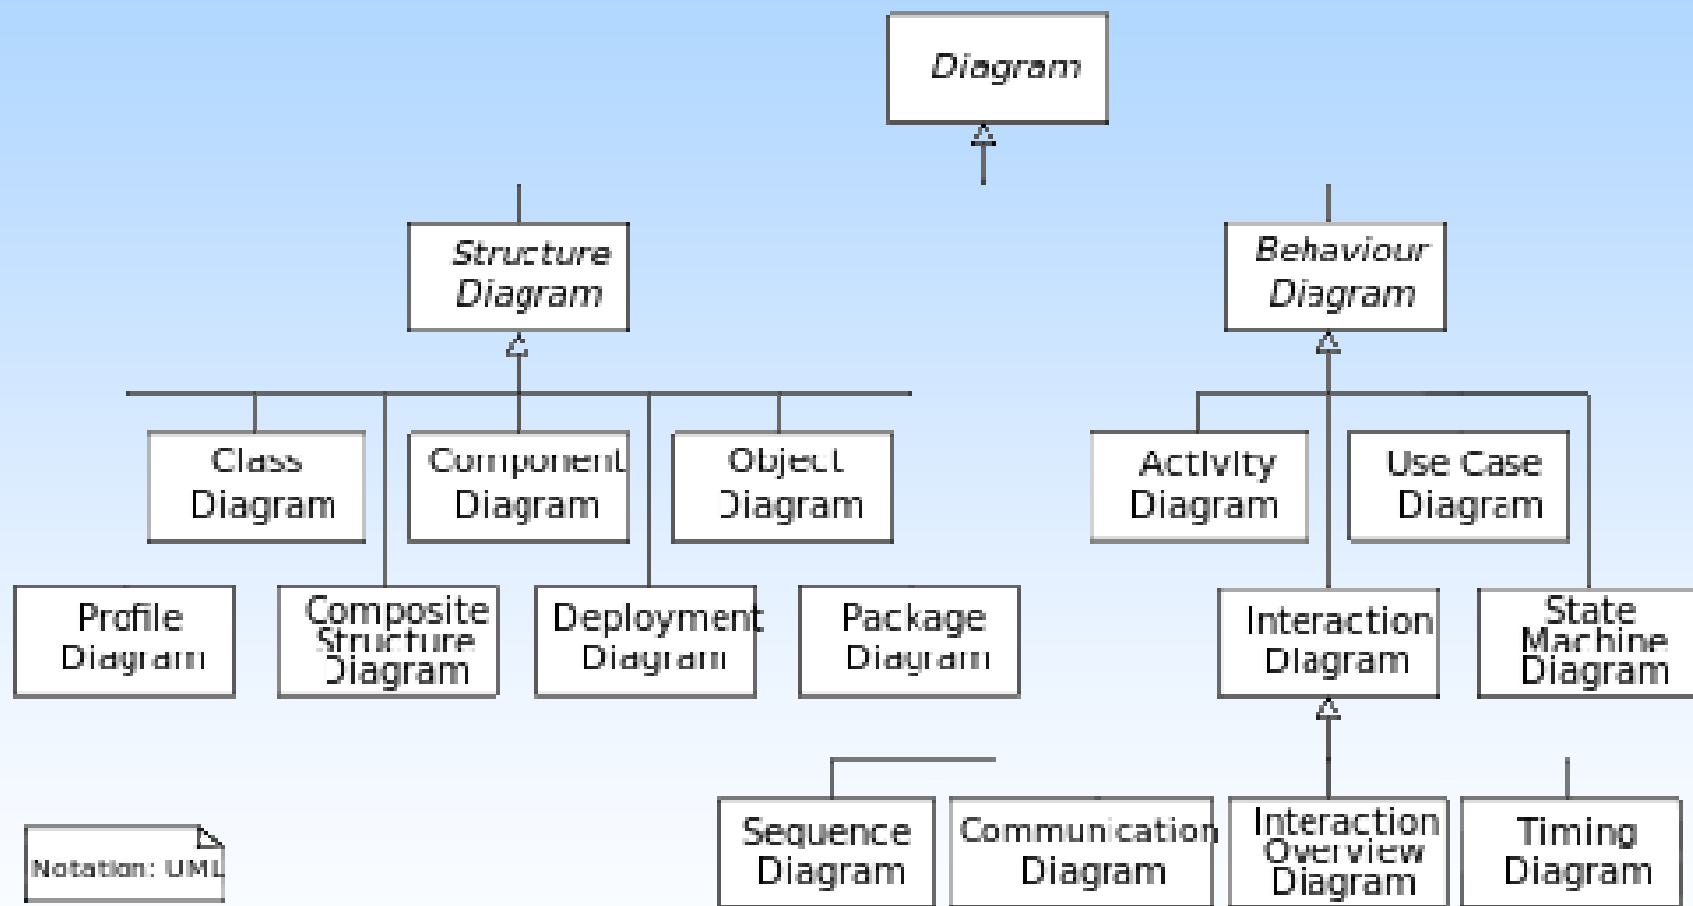 Diagram
Structure
Diagram
Behaviour
Diagram
Class
Diagram
Component
Diagram
Object
Diagram
Activity
Diagram
Use Case
Diagram
Profile
Diagram
Composite
Structure
Diagram
Deployment
Diagram
Package
Diagram
Interaction
Diagram
State
Machine
Diagram
Sequence
Diagram
Communication
Diagram
Interaction
Overview
Diagram
Timing
Diagram
Notation: UML